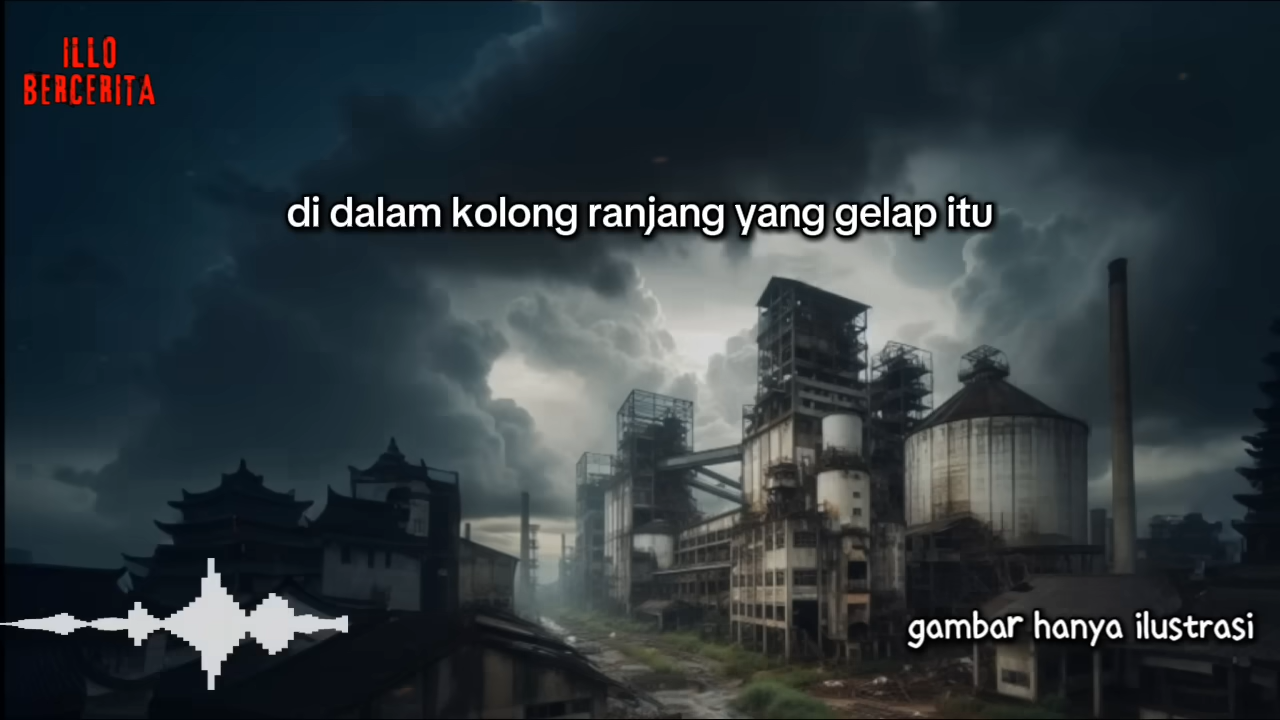 ILLO
BERCERITA
di dalam kolong ranjang yang gelap itu
gambar hanya ilustrasi